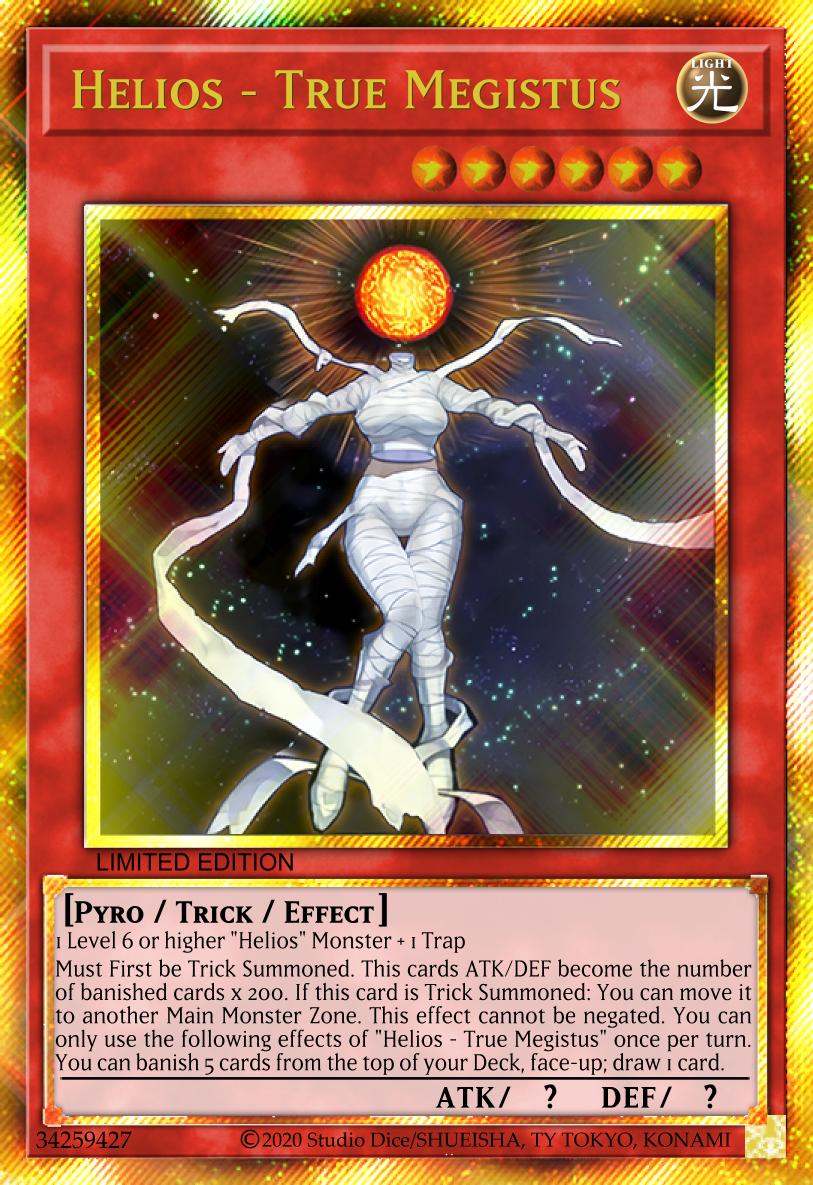 Helios - True Megistus
LIGHT
光
LIMITED EDITION
[Pyro / Trick / Effect]
1 Level 6 or higher "Helios" Monster + 1 Trap
Must First be Trick Summoned. This cards ATK/DEF become the number
of banished cards x 200. If this card is Trick Summoned: You can move it
to another Main Monster Zone. This effect cannot be negated. You can
only use the following effects of "Helios - True Megistus" once per turn.
You can banish 5 cards from the top of your Deck, face-up; draw 1 card.
ATK/ ? DEF/ ?
34259427 ©2020 Studio Dice/SHUEISHA, TY TOKYO, KONAMI